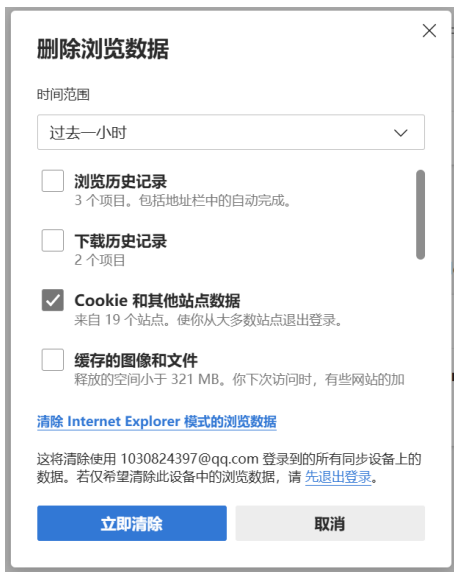 删除浏览数据
时间范围
过去一小时
浏览历史记录
3 个项目。包括地址栏中的自动完成。
下载历史记录
2 个项目
Cookie 和其他站点数据
来自 19 个站点。使你从大多数站点退出登录。
缓存的图像和文件
释放的空间小于 321 MB。你下次访问时，有些网站的加
清除 Internet Explorer 模式的浏览数据
这将清除使用 1030824397@qq.com 登录到的所有同步设备上的
数据。若仅希望清除此设备中的浏览数据，请 先退出登录。
立即清除
取消